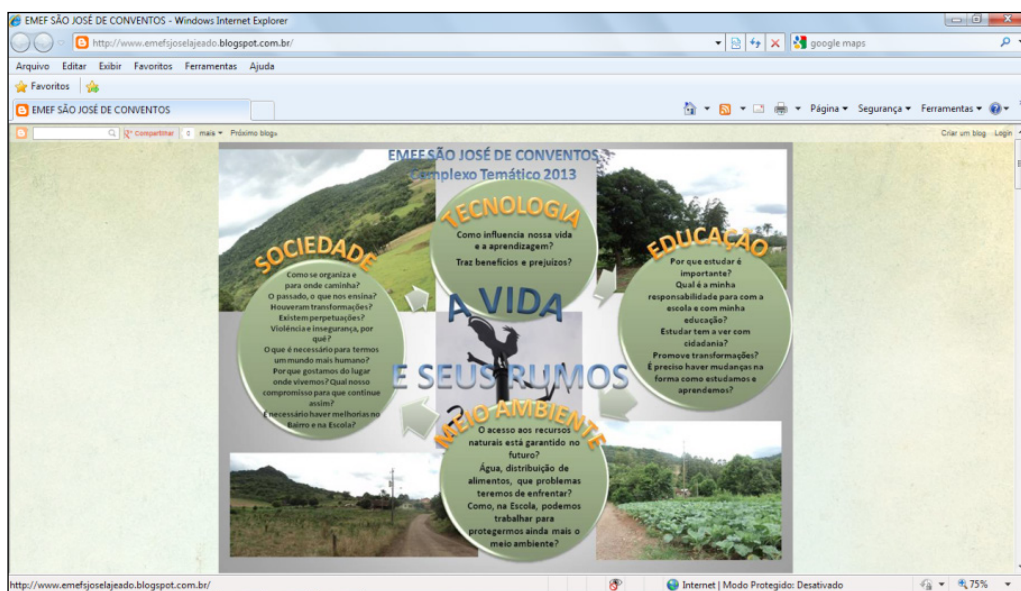 EMEF SÃO JOSÉ DE CONVENTOS - Windows Internet Explorer
http://www.emefsjoselajeado.blogspot.com.br/
google maps
Arquivo Editar Exibir Favoritos Ferramentas Ajuda
Favoritos
EMEF SÃO JOSÉ DE CONVENTOS
Página Segurança Ferramentas
Compartilhar mais Próximo blog»
Criar um blog Login
EMEF SÃO JOSÉ DE CONVENTOS
Complexo Temático 2013
TECNOLOGIA
Como influencia nossa vida
e a aprendizagem?
Traz benefícios e prejuízos?
SOCIEDADE
Como se organiza e
para onde caminha?
O passado, o que nos ensina?
Houveram transformações?
Existem perpetuações?
Violência e insegurança, por
quê?
O que é necessário para termos
um mundo mais humano?
Por que gostamos do lugar
onde vivemos? Qual nosso
compromisso para que continue
assim?
É necessário haver melhorias no
Bairro e na Escola?
EDUCAÇÃO
Por que estudar é
importante?
Qual é a minha
responsabilidade para com a
escola e com minha
educação?
Estudar tem a ver com
cidadania?
Promove transformações?
É preciso haver mudanças na
forma como estudamos e
aprendemos?
A VIDA
E SEUS RUMOS
MEIO AMBIENTE
O acesso aos recursos
naturais está garantido no
futuro?
Água, distribuição de
alimentos, que problemas
teremos de enfrentar?
Como, na Escola, podemos
trabalhar para
protegermos ainda mais o
meio ambiente?
http://www.emefsjoselajeado.blogspot.com.br/
Internet | Modo Protegido: Desativado
75%